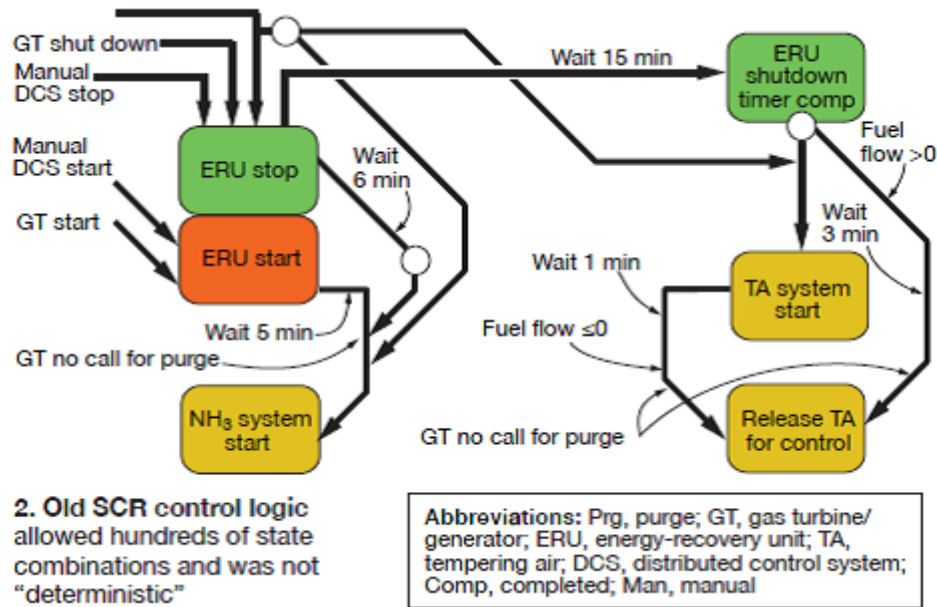 GT shut down
Manual
DCS stop
Manual
DCS start
GT start
ERU stop
ERU start
Wait
6 min
Wait 5 min
GT no call for purge
NH₃ system
start
Wait 15 min
ERU
shutdown
timer comp
Fuel
flow >0
Wait
3 min
Wait 1 min
TA system
start
Fuel flow ≤0
GT no call for purge
Release TA
for control
2. Old SCR control logic
allowed hundreds of state
combinations and was not
“deterministic”
Abbreviations: Prg, purge; GT, gas turbine/
generator; ERU, energy-recovery unit; TA,
tempering air; DCS, distributed control system;
Comp, completed; Man, manual